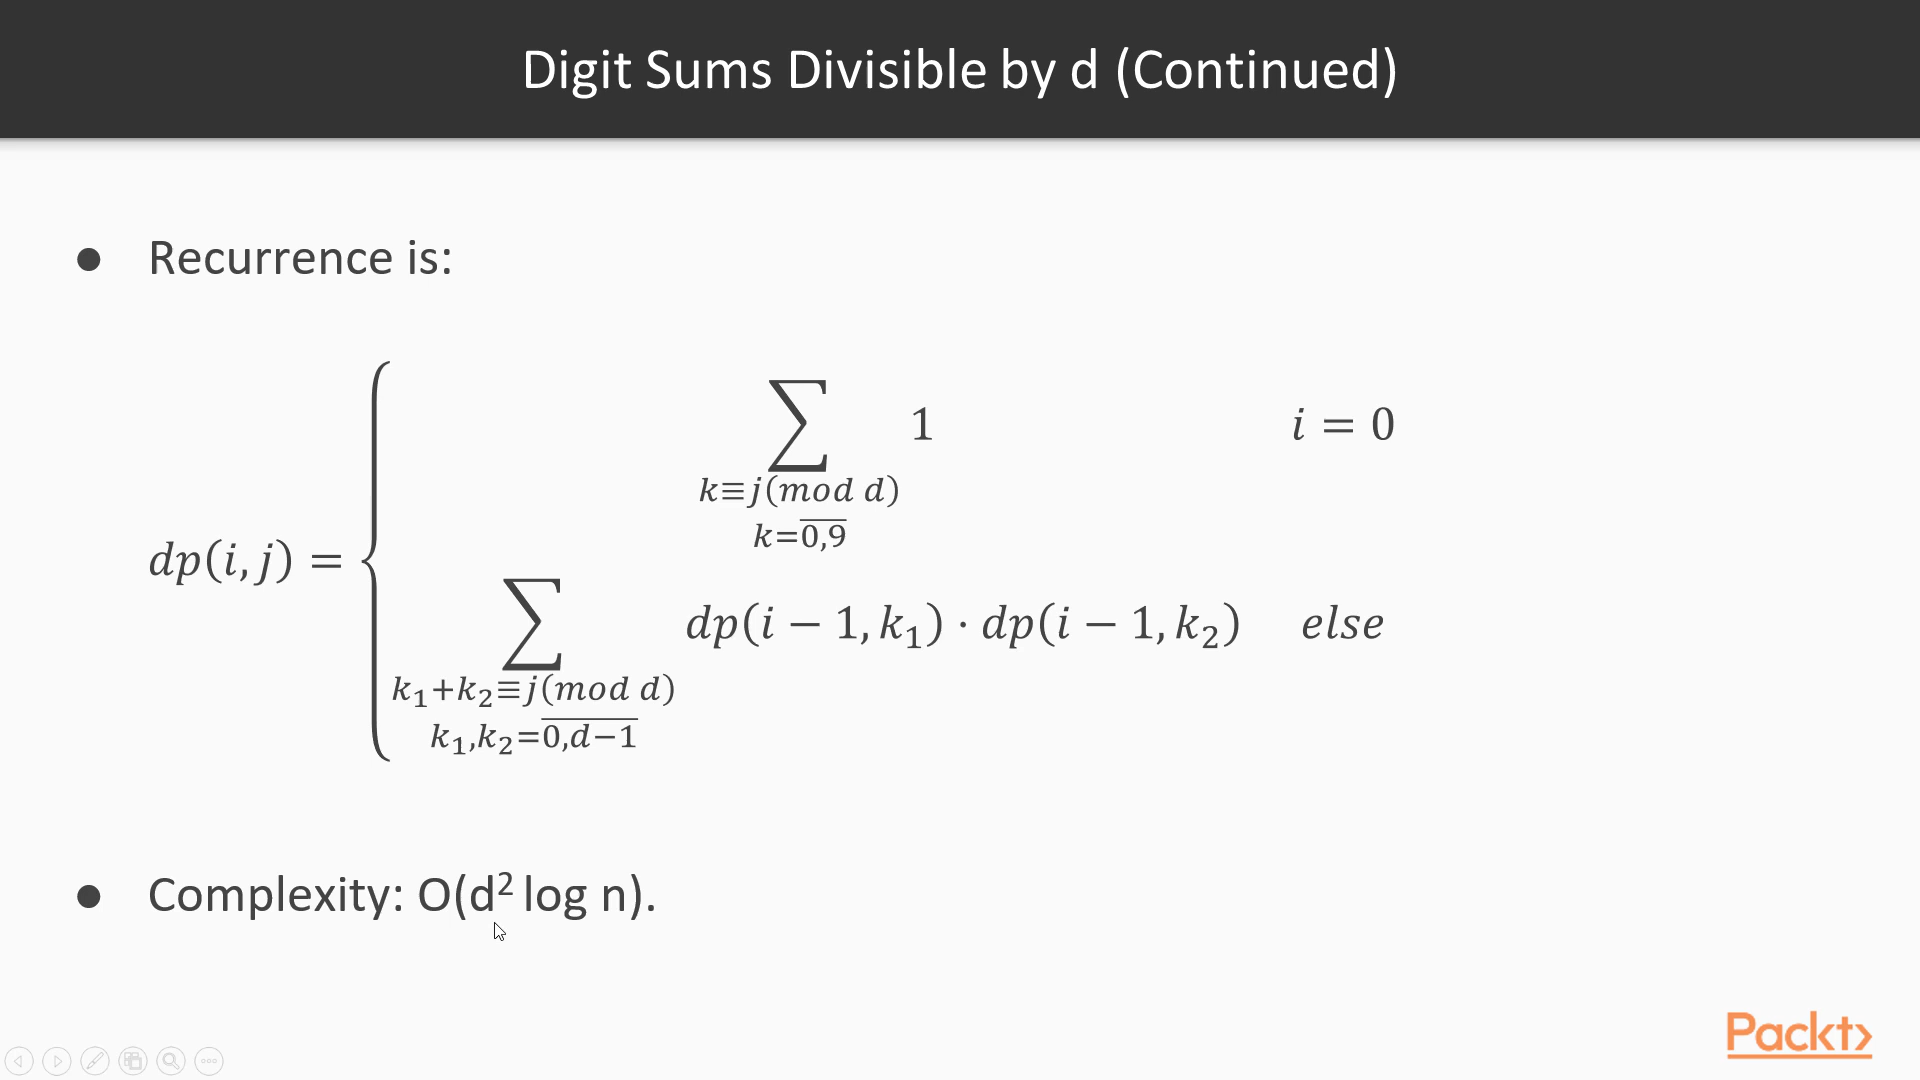 Digit Sums Divisible by d (Continued)
● Recurrence is:
∑ 1 i = 0
k≡j(mod d)
k=0,9
dp(i,j) =
∑ dp(i − 1,k₁) · dp(i − 1,k₂) else
k₁+k₂≡j(mod d)
k₁,k₂=0,d−1
● Complexity: O(d² log n).
Packt>